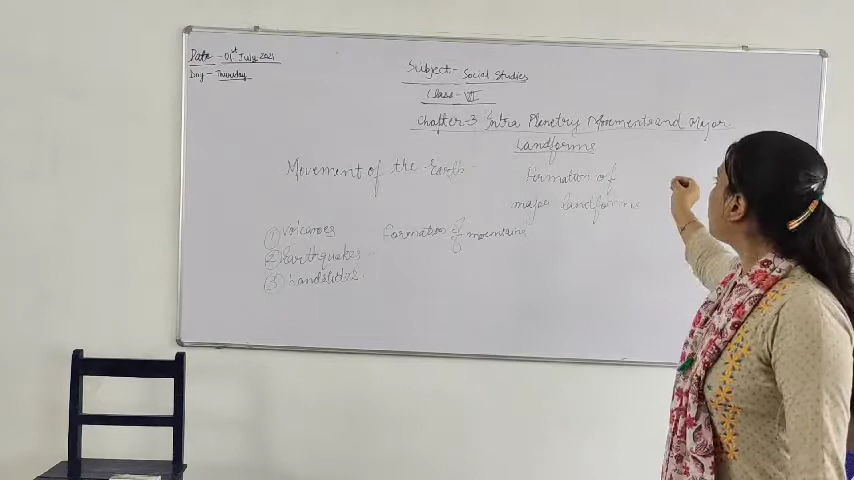 Date - 01st July 2021
Day - Thursday
Subject - Social Studies
Class - VII
Chapter-3 Intra Planetry Movements and Major
Landforms
Movement of the Earth
Formation of
major landforms
① Volcanoes
② Earthquakes
③ Landslides
formation of mountains